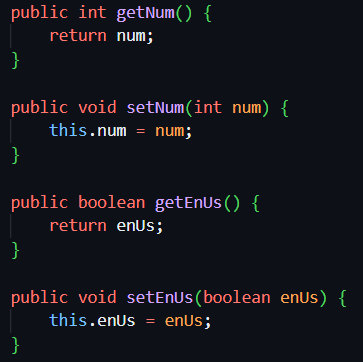 public int getNum() {
    return num;
}

public void setNum(int num) {
    this.num = num;
}

public boolean getEnUs() {
    return enUs;
}

public void setEnUs(boolean enUs) {
    this.enUs = enUs;
}